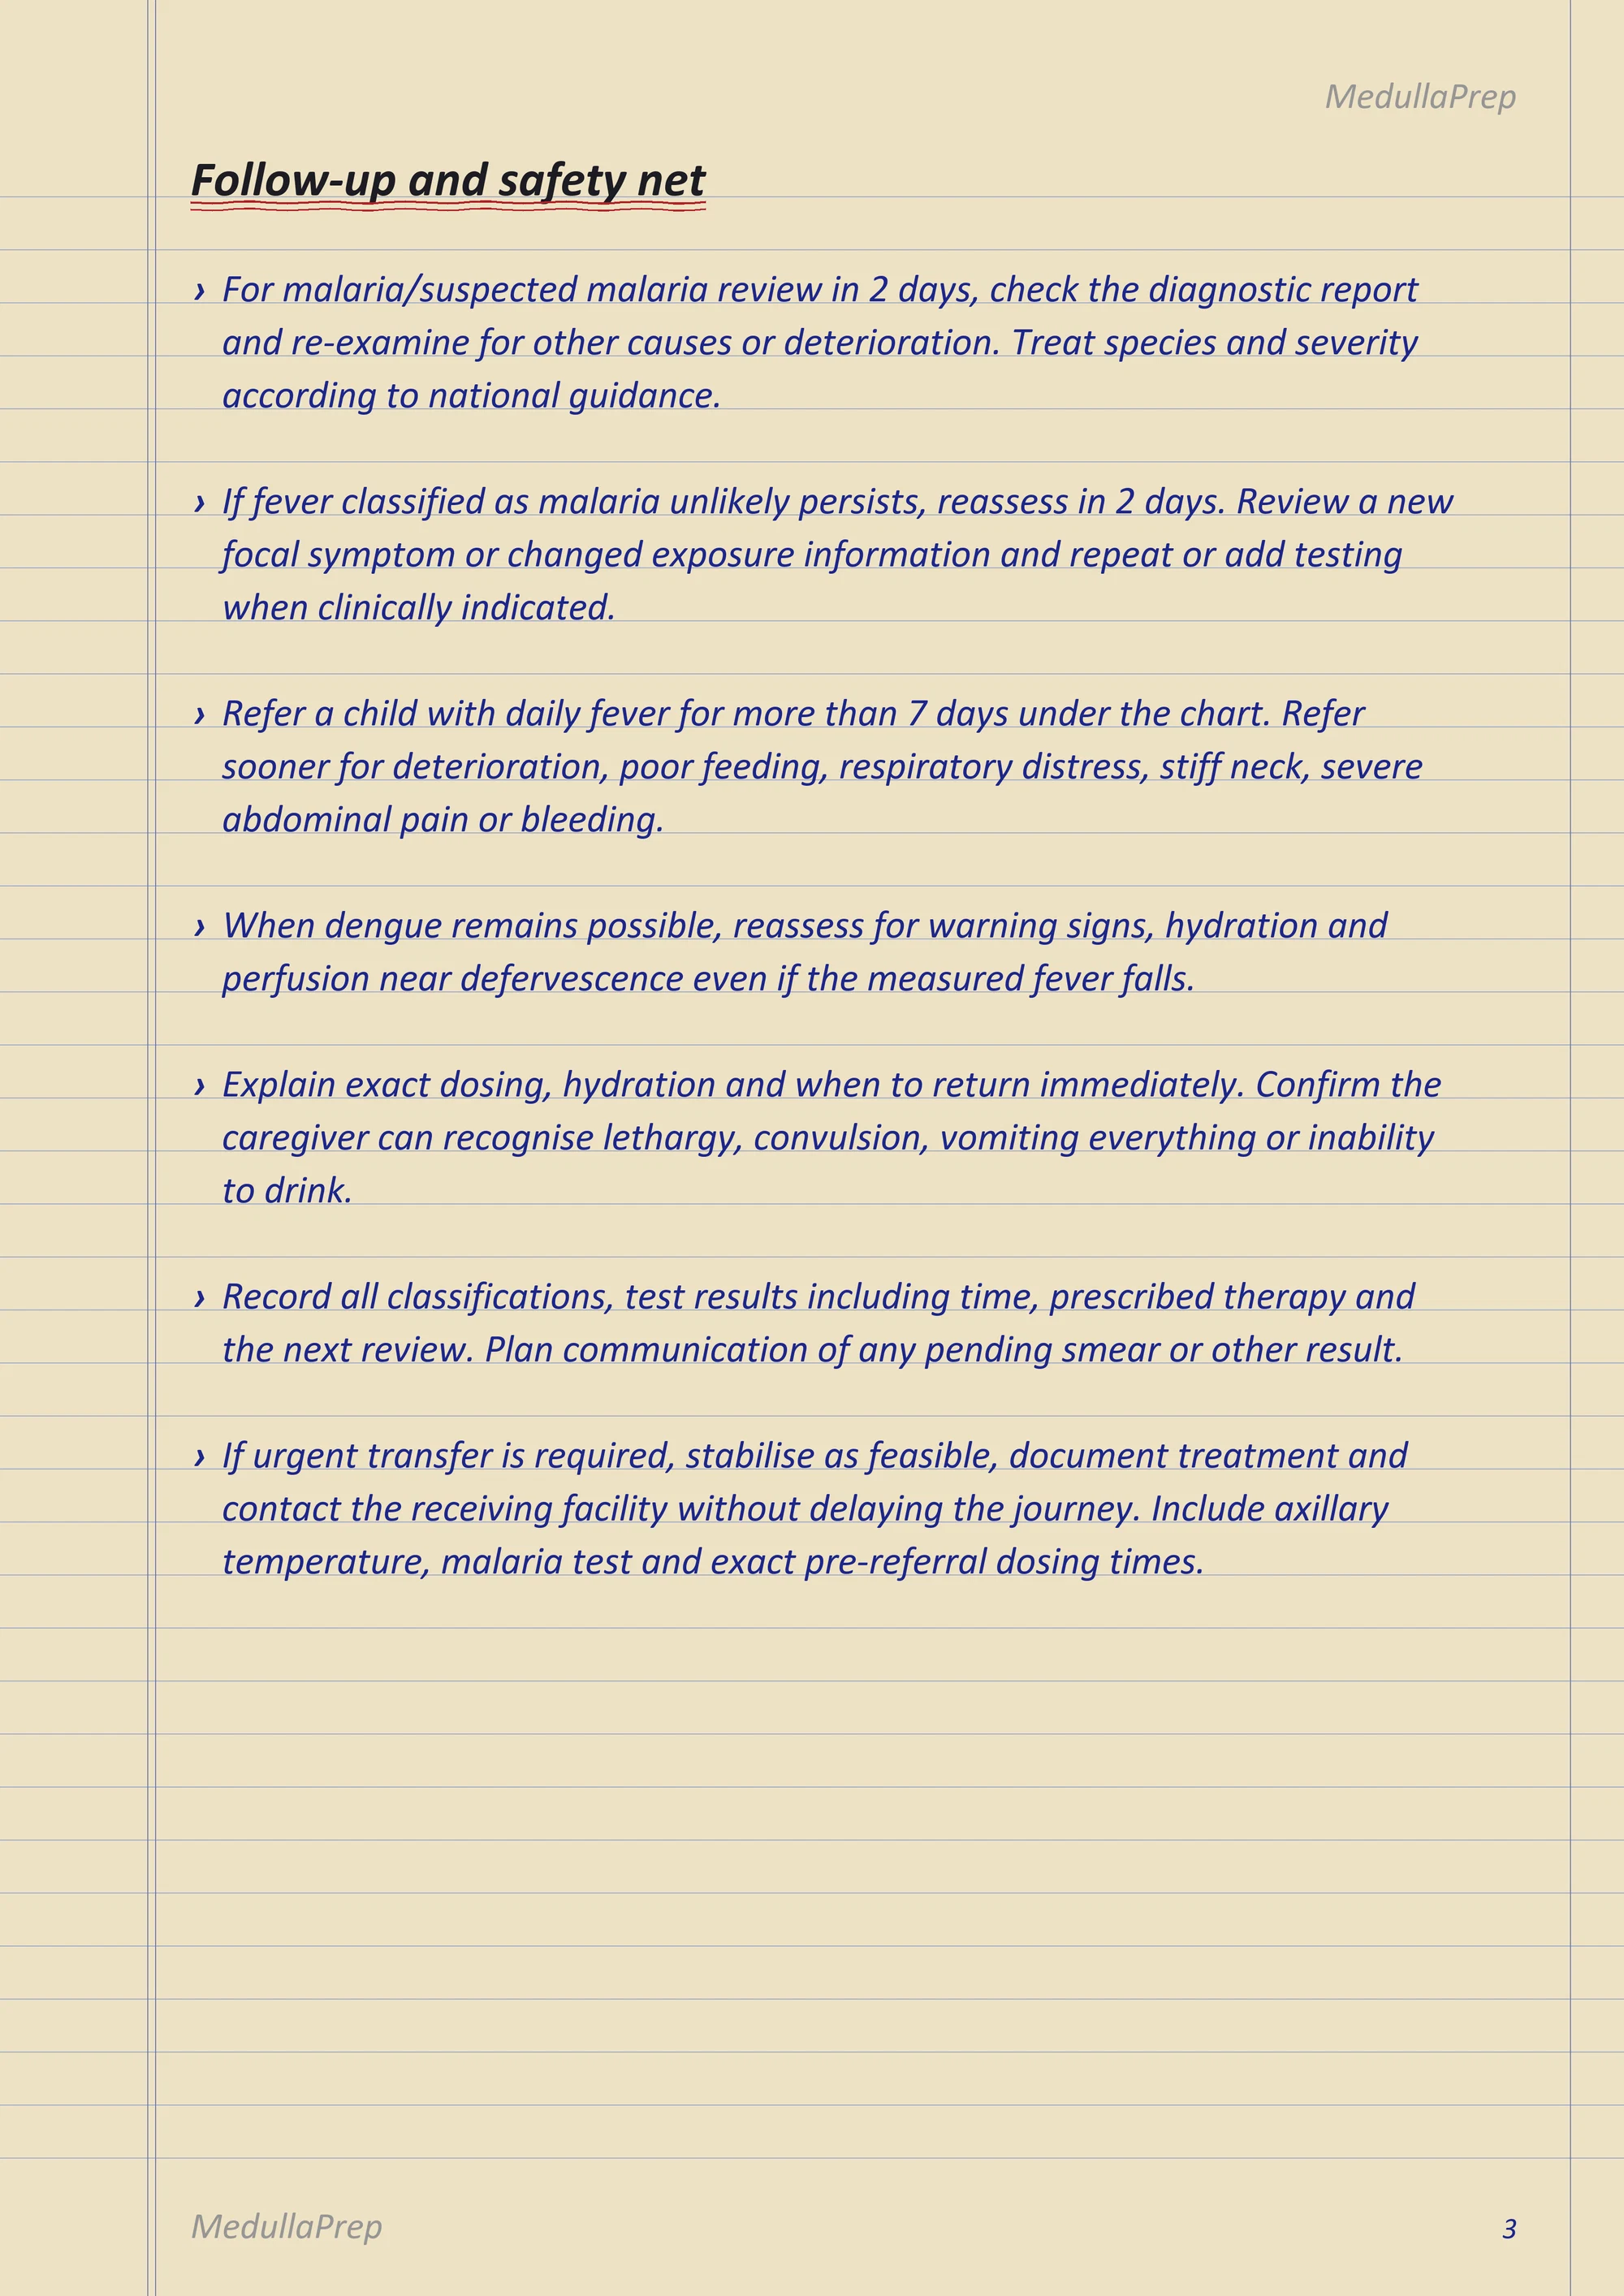 MedullaPrep
Follow-up and safety net
› For malaria/suspected malaria review in 2 days, check the diagnostic report
and re-examine for other causes or deterioration. Treat species and severity
according to national guidance.
› If fever classified as malaria unlikely persists, reassess in 2 days. Review a new
focal symptom or changed exposure information and repeat or add testing
when clinically indicated.
› Refer a child with daily fever for more than 7 days under the chart. Refer
sooner for deterioration, poor feeding, respiratory distress, stiff neck, severe
abdominal pain or bleeding.
› When dengue remains possible, reassess for warning signs, hydration and
perfusion near defervescence even if the measured fever falls.
› Explain exact dosing, hydration and when to return immediately. Confirm the
caregiver can recognise lethargy, convulsion, vomiting everything or inability
to drink.
› Record all classifications, test results including time, prescribed therapy and
the next review. Plan communication of any pending smear or other result.
› If urgent transfer is required, stabilise as feasible, document treatment and
contact the receiving facility without delaying the journey. Include axillary
temperature, malaria test and exact pre-referral dosing times.
MedullaPrep
3